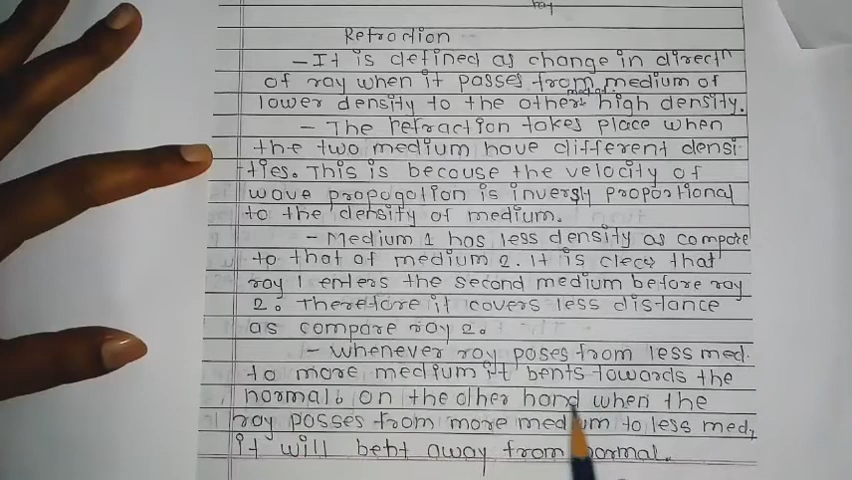 Refraction
- It is defined as change in directn
of ray when it passes from medium of
lower density to the other medium high density.
- The refraction takes place when
the two medium have different densi
ties. This is becouse the velocity of
wave propogation is inversly proportional
to the density of medium.
- Medium 1 has less density as compare
to that of medium 2. It is clear that
ray 1 enters the second medium before ray
2. Therefore it covers less distance
as compare ray 2.
- Whenever ray poses from less med.
to more medium it bents towards the
normal. on the other hand when the
ray posses from more medium to less med,
it will bent away from normal.